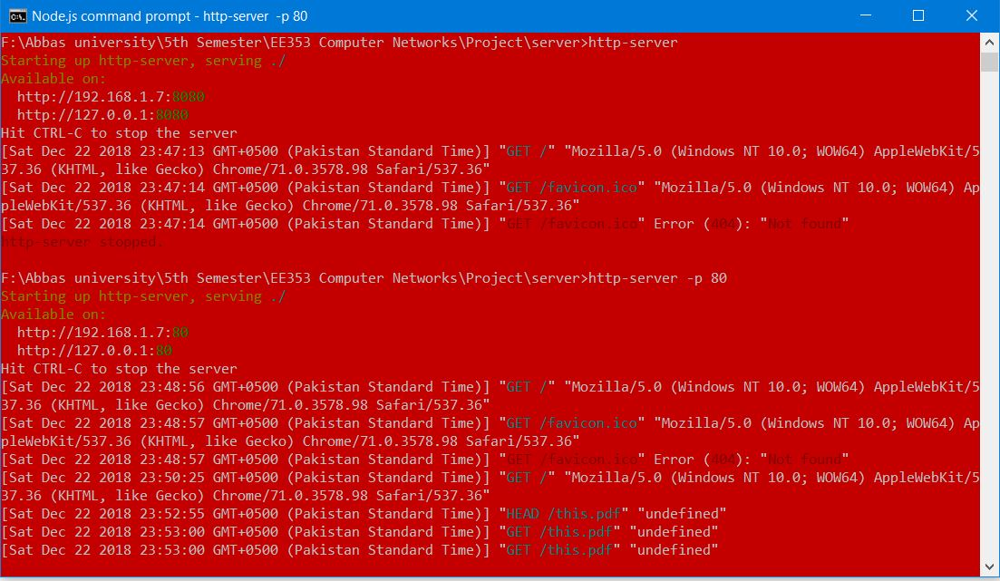 Node.js command prompt - http-server  -p 80
F:\Abbas university\5th Semester\EE353 Computer Networks\Project\server>http-server
Starting up http-server, serving ./
Available on:
  http://192.168.1.7:8080
  http://127.0.0.1:8080
Hit CTRL-C to stop the server
[Sat Dec 22 2018 23:47:13 GMT+0500 (Pakistan Standard Time)] "GET /" "Mozilla/5.0 (Windows NT 10.0; WOW64) AppleWebKit/5
37.36 (KHTML, like Gecko) Chrome/71.0.3578.98 Safari/537.36"
[Sat Dec 22 2018 23:47:14 GMT+0500 (Pakistan Standard Time)] "GET /favicon.ico" "Mozilla/5.0 (Windows NT 10.0; WOW64) Ap
pleWebKit/537.36 (KHTML, like Gecko) Chrome/71.0.3578.98 Safari/537.36"
[Sat Dec 22 2018 23:47:14 GMT+0500 (Pakistan Standard Time)] "GET /favicon.ico" Error (404): "Not found"
http-server stopped.
F:\Abbas university\5th Semester\EE353 Computer Networks\Project\server>http-server -p 80
Starting up http-server, serving ./
Available on:
  http://192.168.1.7:80
  http://127.0.0.1:80
Hit CTRL-C to stop the server
[Sat Dec 22 2018 23:48:56 GMT+0500 (Pakistan Standard Time)] "GET /" "Mozilla/5.0 (Windows NT 10.0; WOW64) AppleWebKit/5
37.36 (KHTML, like Gecko) Chrome/71.0.3578.98 Safari/537.36"
[Sat Dec 22 2018 23:48:57 GMT+0500 (Pakistan Standard Time)] "GET /favicon.ico" "Mozilla/5.0 (Windows NT 10.0; WOW64) Ap
pleWebKit/537.36 (KHTML, like Gecko) Chrome/71.0.3578.98 Safari/537.36"
[Sat Dec 22 2018 23:48:57 GMT+0500 (Pakistan Standard Time)] "GET /favicon.ico" Error (404): "Not found"
[Sat Dec 22 2018 23:50:25 GMT+0500 (Pakistan Standard Time)] "GET /" "Mozilla/5.0 (Windows NT 10.0; WOW64) AppleWebKit/5
37.36 (KHTML, like Gecko) Chrome/71.0.3578.98 Safari/537.36"
[Sat Dec 22 2018 23:52:55 GMT+0500 (Pakistan Standard Time)] "HEAD /this.pdf" "undefined"
[Sat Dec 22 2018 23:53:00 GMT+0500 (Pakistan Standard Time)] "GET /this.pdf" "undefined"
[Sat Dec 22 2018 23:53:00 GMT+0500 (Pakistan Standard Time)] "GET /this.pdf" "undefined"